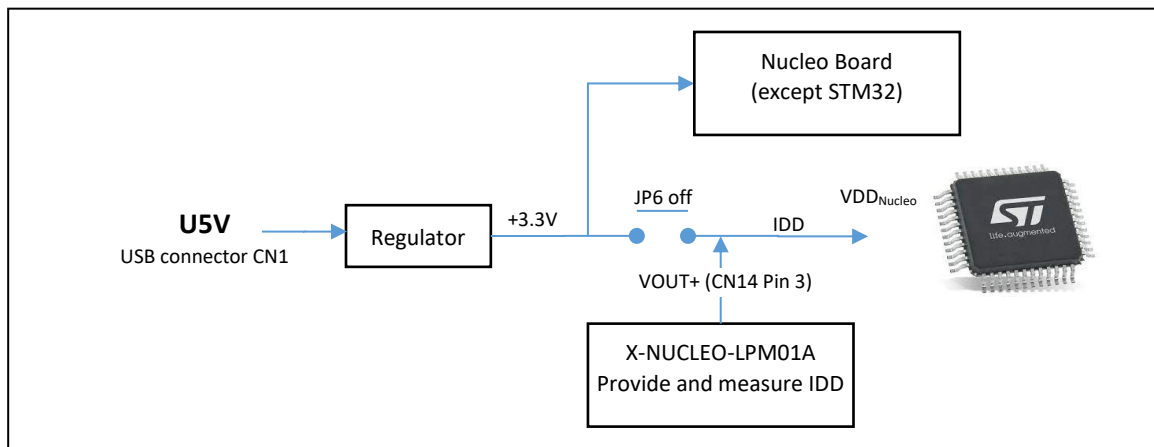 Nucleo Board
(except STM32)
JP6 off
VDDNucleo
U5V
USB connector CN1
Regulator
+3.3V
IDD
ST
life.augmented
VOUT+ (CN14 Pin 3)
X-NUCLEO-LPM01A
Provide and measure IDD